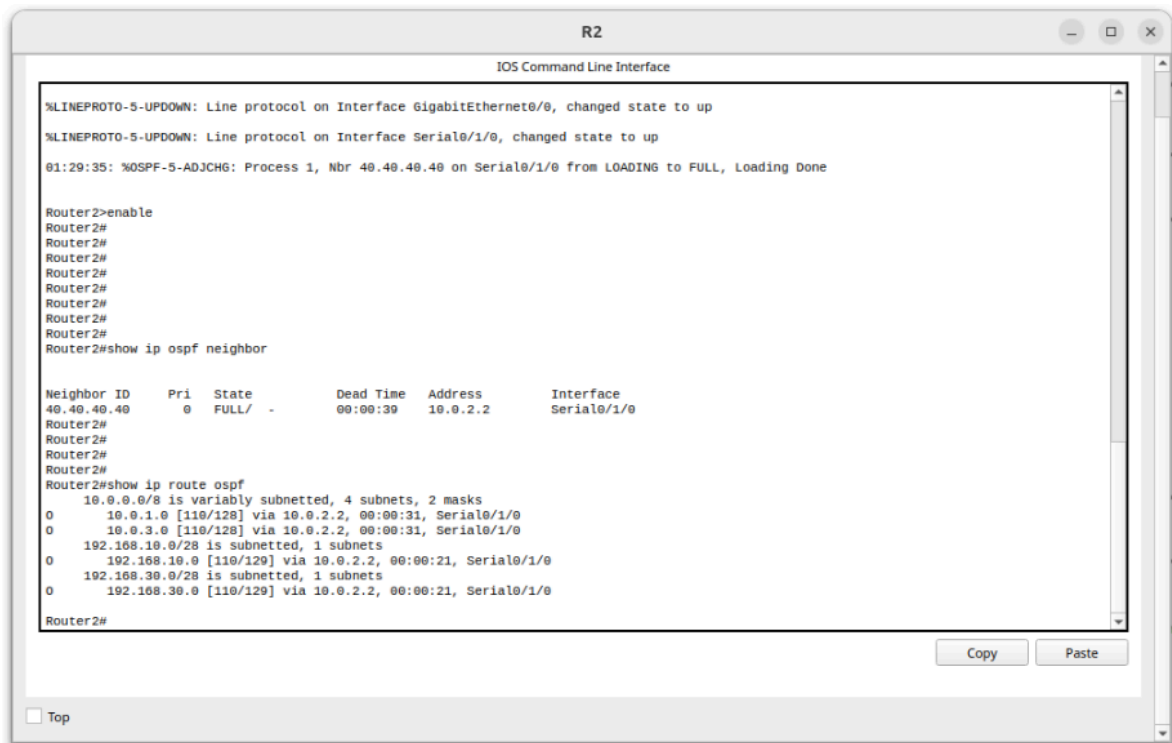 R2
IOS Command Line Interface
%LINEPROTO-5-UPDOWN: Line protocol on Interface GigabitEthernet0/0, changed state to up
%LINEPROTO-5-UPDOWN: Line protocol on Interface Serial0/1/0, changed state to up
01:29:35: %OSPF-5-ADJCHG: Process 1, Nbr 40.40.40.40 on Serial0/1/0 from LOADING to FULL, Loading Done
Router2>enable
Router2#
Router2#
Router2#
Router2#
Router2#
Router2#
Router2#
Router2#
Router2#show ip ospf neighbor
Neighbor ID     Pri   State           Dead Time   Address         Interface
40.40.40.40       0   FULL/  -        00:00:39    10.0.2.2        Serial0/1/0
Router2#
Router2#
Router2#
Router2#
Router2#show ip route ospf
     10.0.0.0/8 is variably subnetted, 4 subnets, 2 masks
O       10.0.1.0 [110/128] via 10.0.2.2, 00:00:31, Serial0/1/0
O       10.0.3.0 [110/128] via 10.0.2.2, 00:00:31, Serial0/1/0
     192.168.10.0/28 is subnetted, 1 subnets
O       192.168.10.0 [110/129] via 10.0.2.2, 00:00:21, Serial0/1/0
     192.168.30.0/28 is subnetted, 1 subnets
O       192.168.30.0 [110/129] via 10.0.2.2, 00:00:21, Serial0/1/0
Router2#
Copy Paste
Top